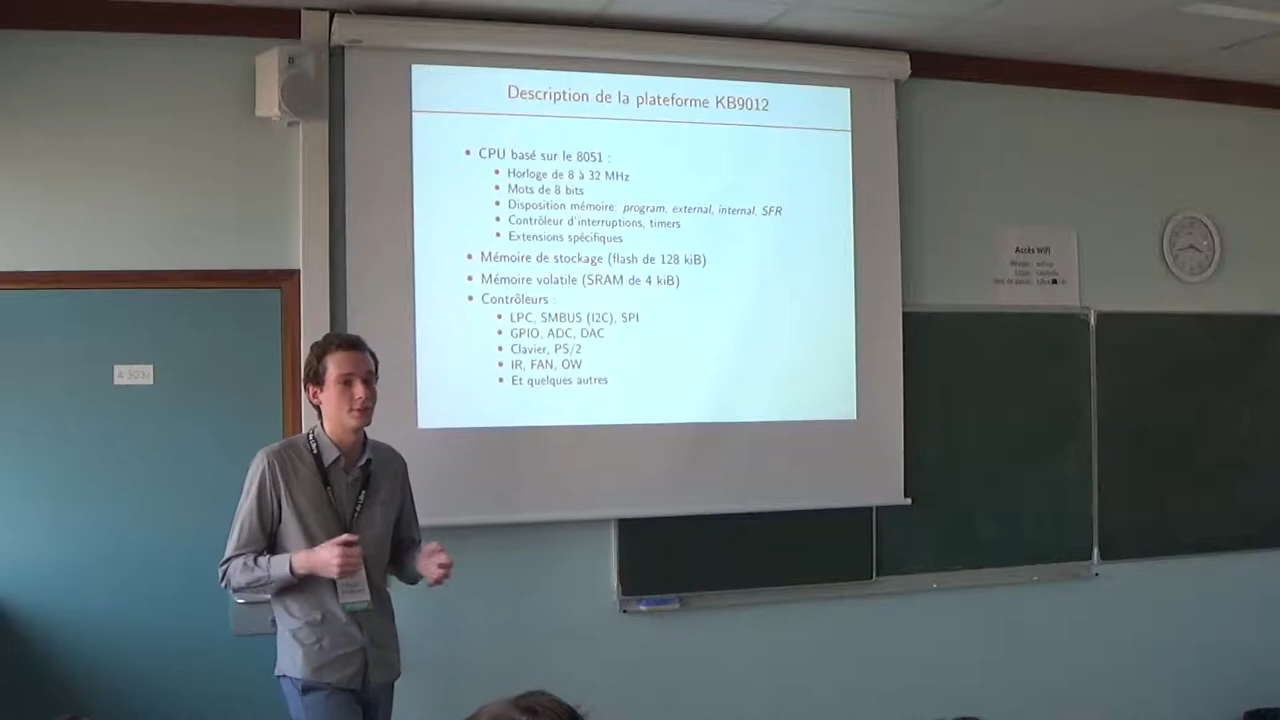 Description de la plateforme KB9012
CPU basé sur le 8051 :
Horloge de 8 à 32 MHz
Mots de 8 bits
Disposition mémoire: program, external, internal, SFR
Contrôleur d'interruptions, timers
Extensions spécifiques
Mémoire de stockage (flash de 128 kiB)
Mémoire volatile (SRAM de 4 kiB)
Contrôleurs :
LPC, SMBUS (I2C), SPI
GPIO, ADC, DAC
Clavier, PS/2
IR, FAN, OW
Et quelques autres
Accès Wifi